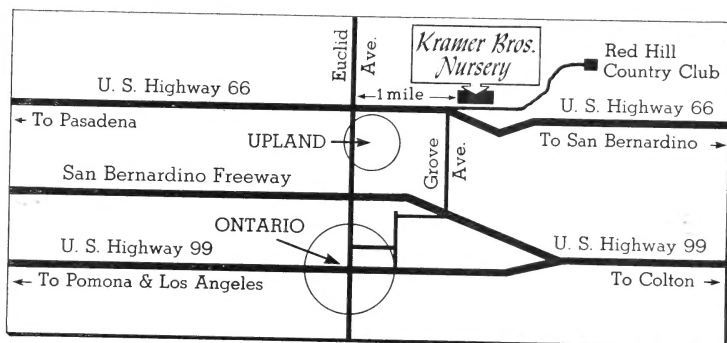 Euclid
Ave.
Kramer Bros.
Nursery
Red Hill
Country Club
U. S. Highway 66
←1 mile→
U. S. Highway 66
← To Pasadena
To San Bernardino →
UPLAND
Grove
Ave.
San Bernardino Freeway
ONTARIO
U. S. Highway 99
U. S. Highway 99
← To Pomona & Los Angeles
To Colton →